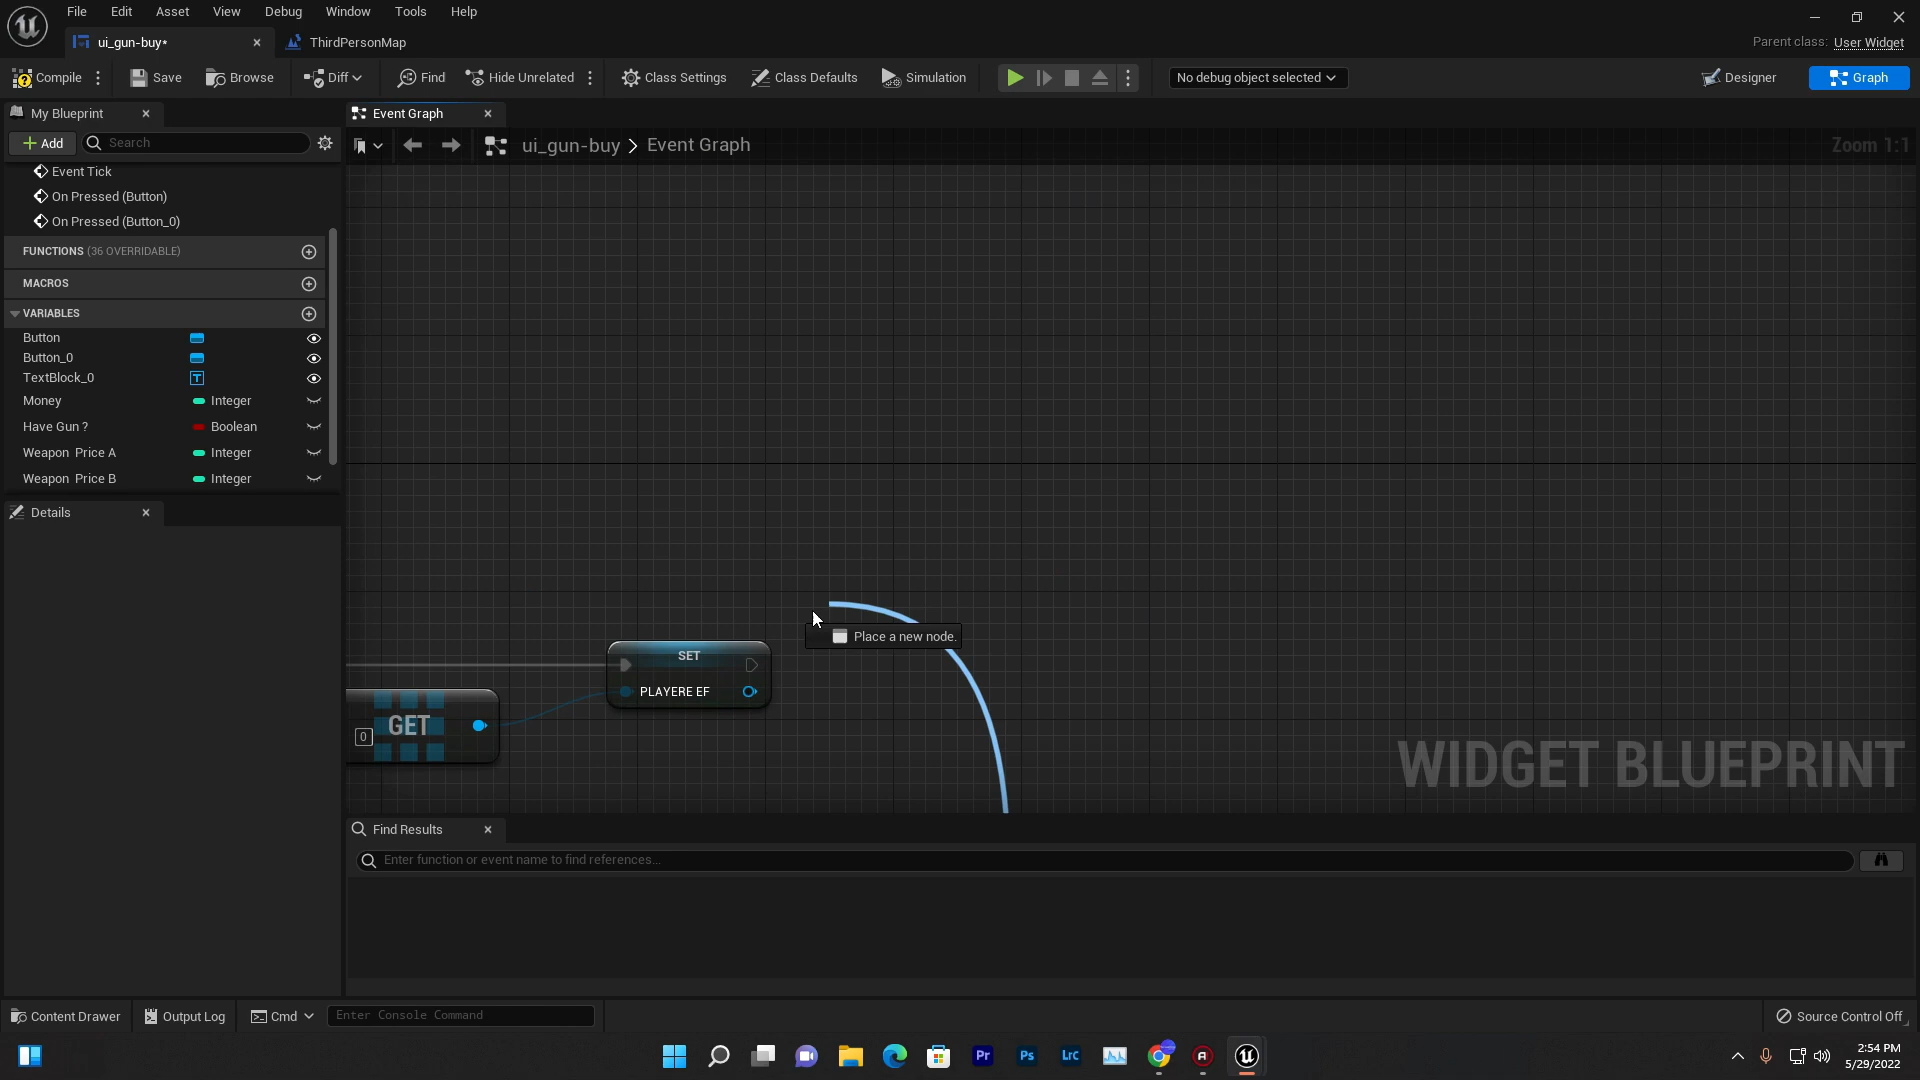 File Edit Asset View Debug Window Tools Help
ui_gun-buy* ThirdPersonMap
Parent class: User Widget
Compile Save Browse Diff Find Hide Unrelated Class Settings Class Defaults Simulation No debug object selected Designer Graph
My Blueprint Event Graph
Add Search ui_gun-buy > Event Graph Zoom 1:1
Event Tick
On Pressed (Button)
On Pressed (Button_0)
FUNCTIONS (36 OVERRIDABLE)
MACROS
VARIABLES
Button
Button_0
TextBlock_0
Money Integer
Have Gun ? Boolean
Weapon Price A Integer
Weapon Price B Integer
Details
Place a new node.
SET
PLAYERE EF
GET
0
WIDGET BLUEPRINT
Find Results
Enter function or event name to find references...
Content Drawer Output Log Cmd Enter Console Command Source Control Off
Pr Ps LrC
2:54 PM
5/29/2022